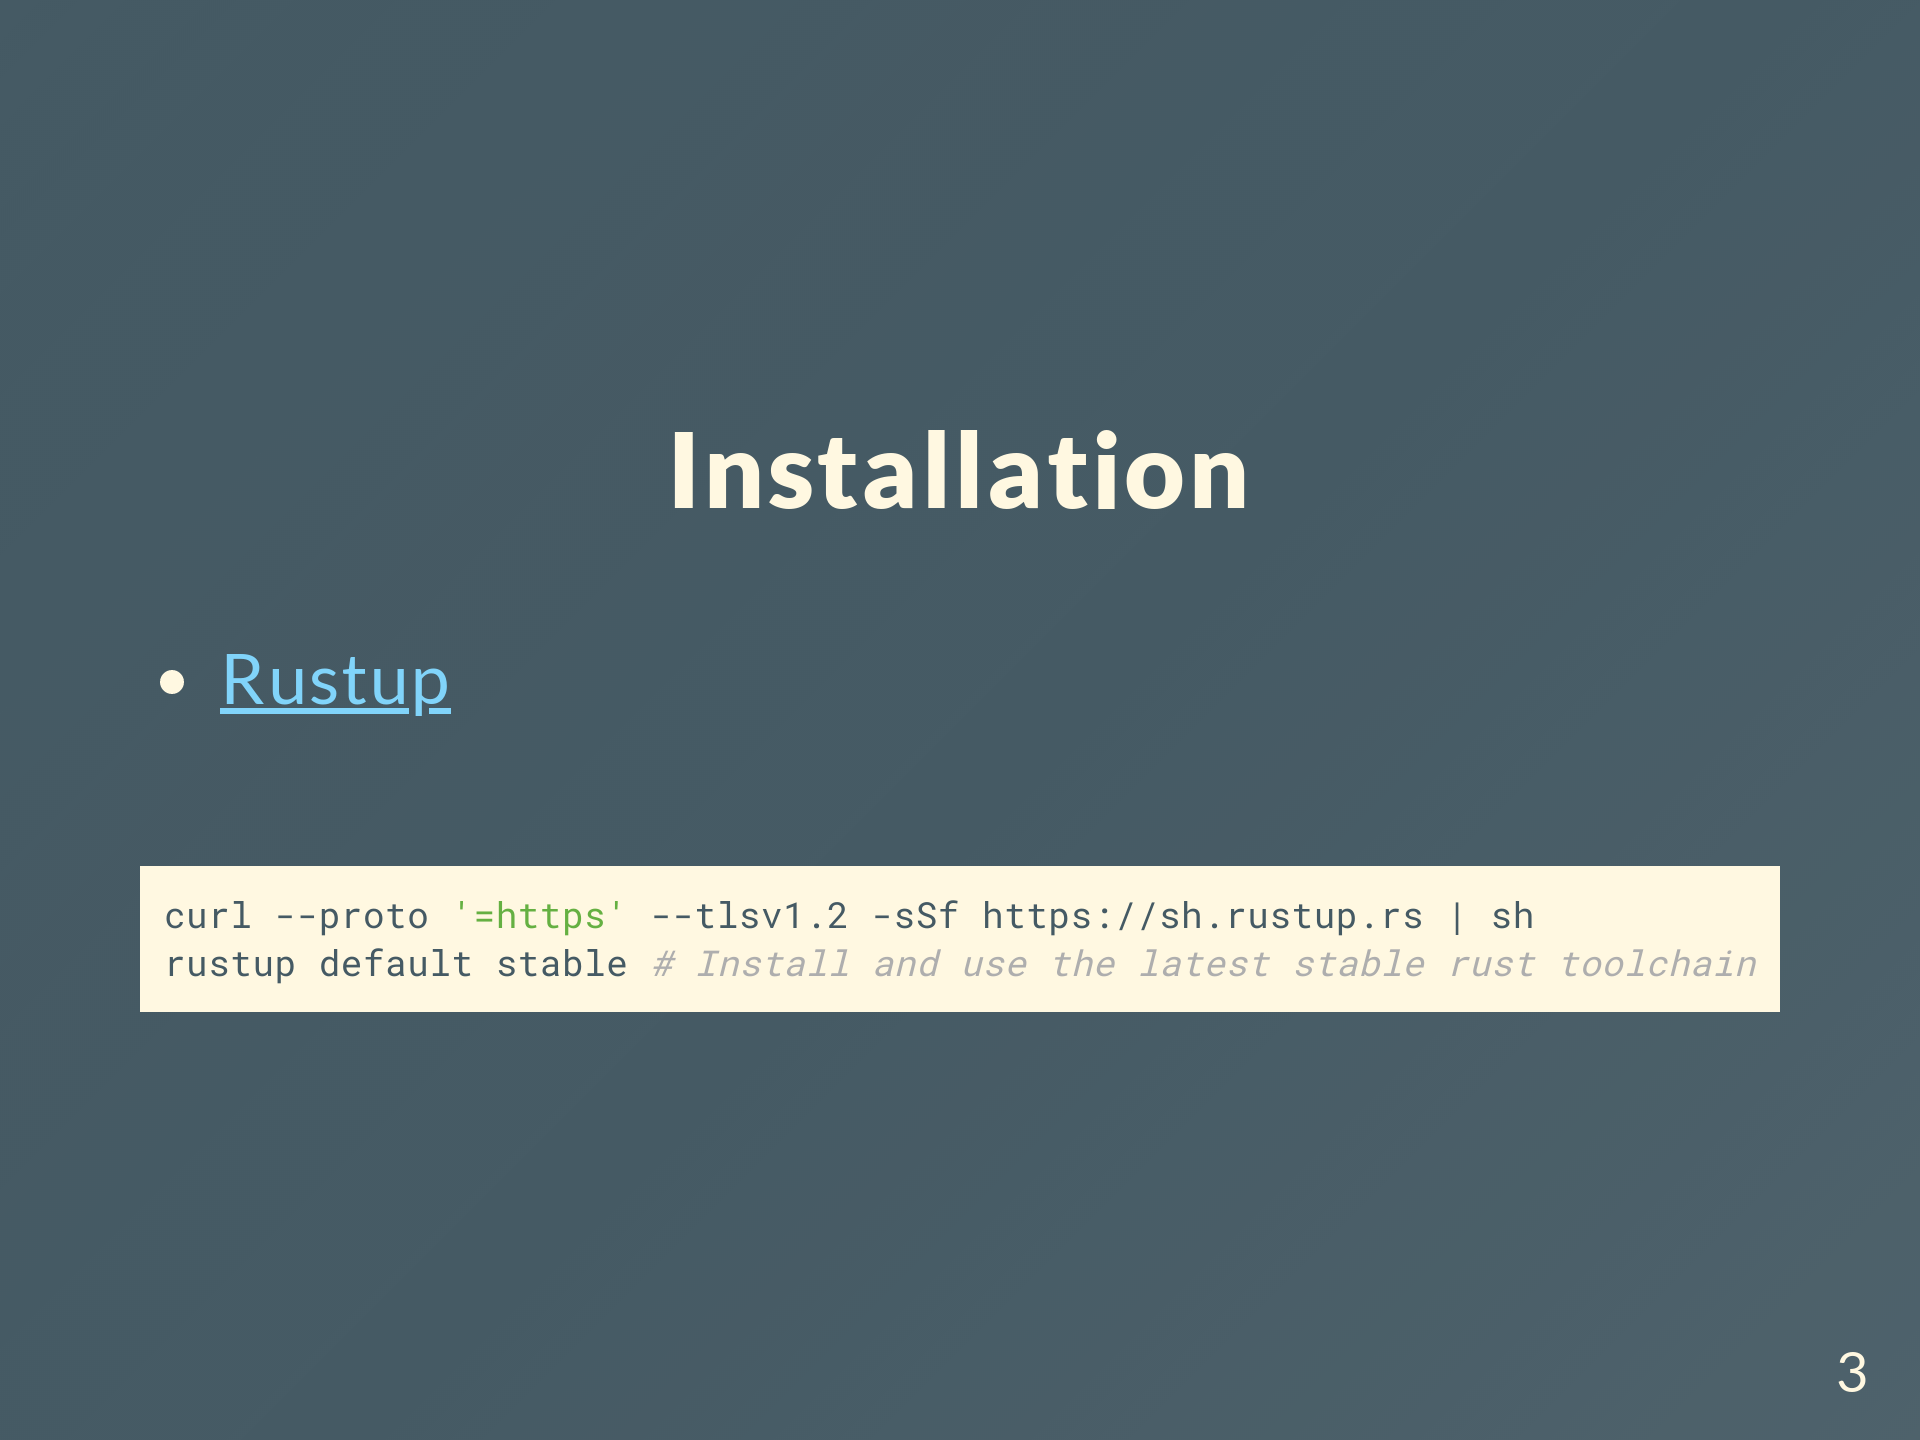 Installation
Rustup
curl --proto '=https' --tlsv1.2 -sSf https://sh.rustup.rs | sh
rustup default stable # Install and use the latest stable rust toolchain
3